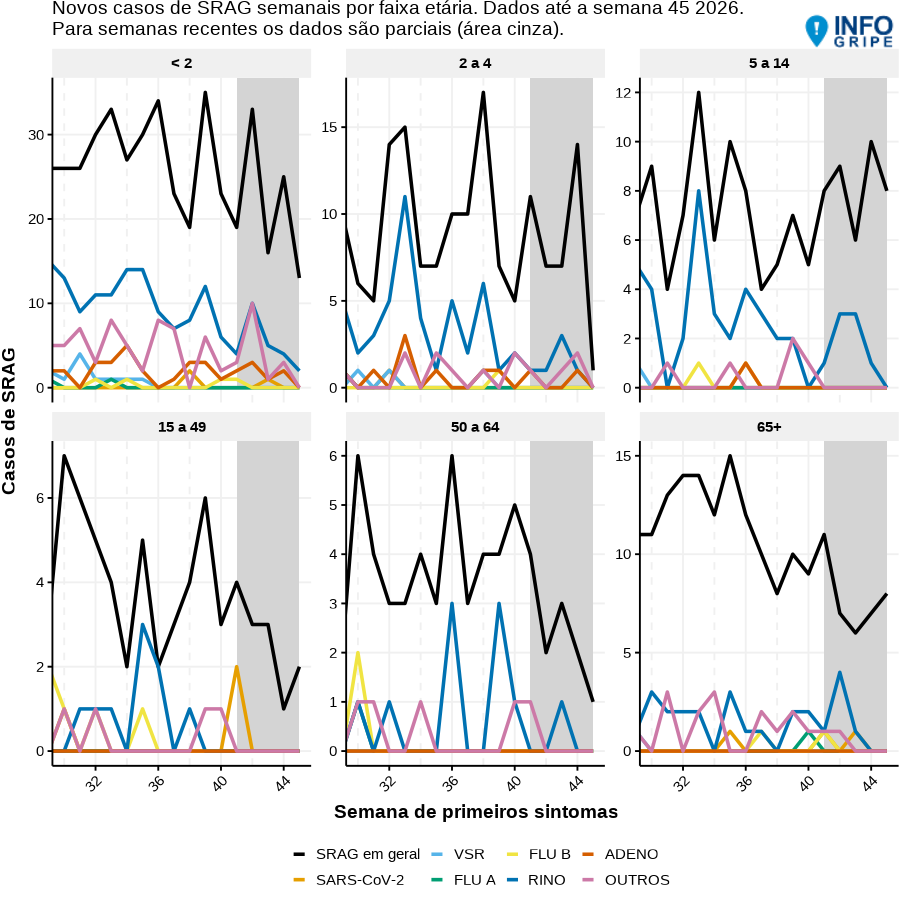 Novos casos de SRAG semanais por faixa etária. Dados até a semana 45 2026.
Para semanas recentes os dados são parciais (área cinza).
INFO
GRIPE
< 2
2 a 4
5 a 14
30
20
10
0
15
10
5
0
12
10
8
6
4
2
0
Casos de SRAG
15 a 49
50 a 64
65+
6
4
2
0
6
5
4
3
2
1
0
15
10
5
0
32
36
40
44
32
36
40
44
32
36
40
44
Semana de primeiros sintomas
SRAG em geral
VSR
FLU B
ADENO
SARS-CoV-2
FLU A
RINO
OUTROS